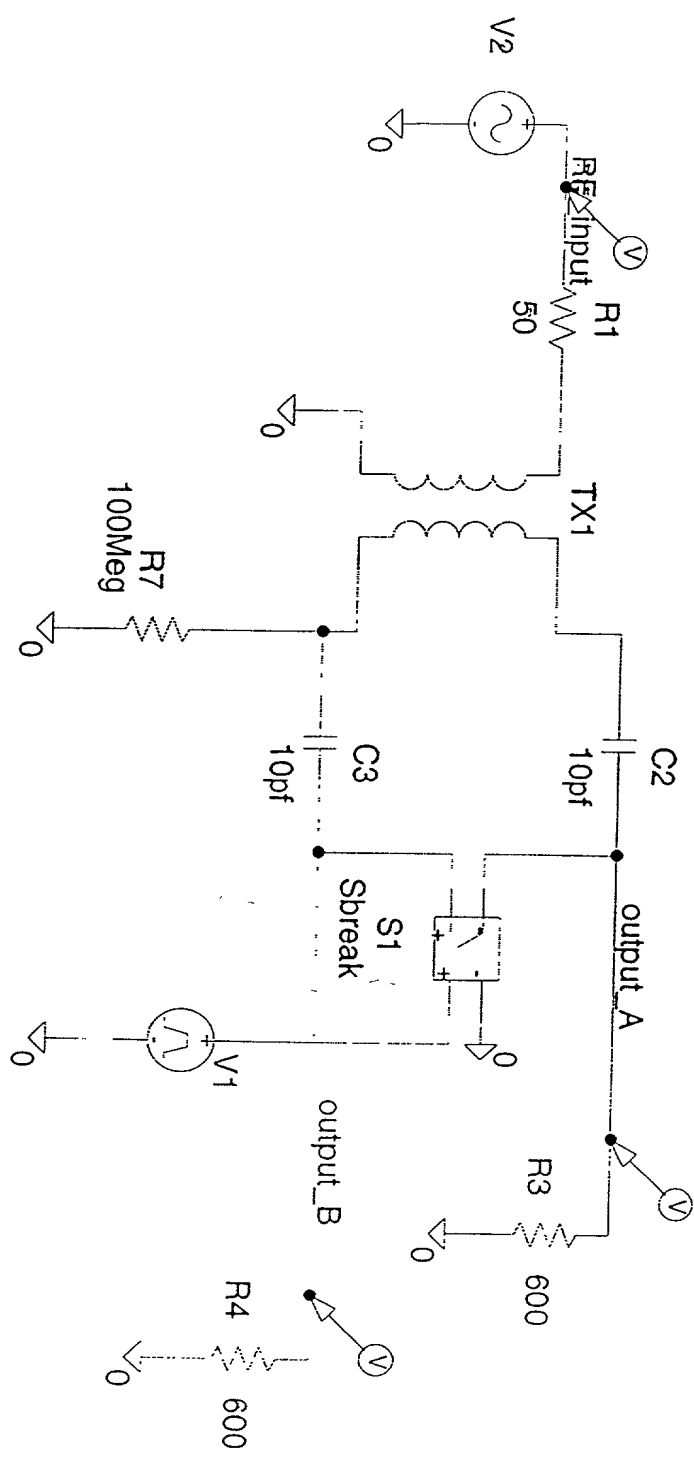 V2
0
RF_input
R1
50
0
TX1
R7
100Meg
0
C2
10pf
C3
10pf
S1
Sbreak
+
+
-
0
V1
+
-
0
output_A
V
V
R3
600
0
output_B
V
R4
600
0